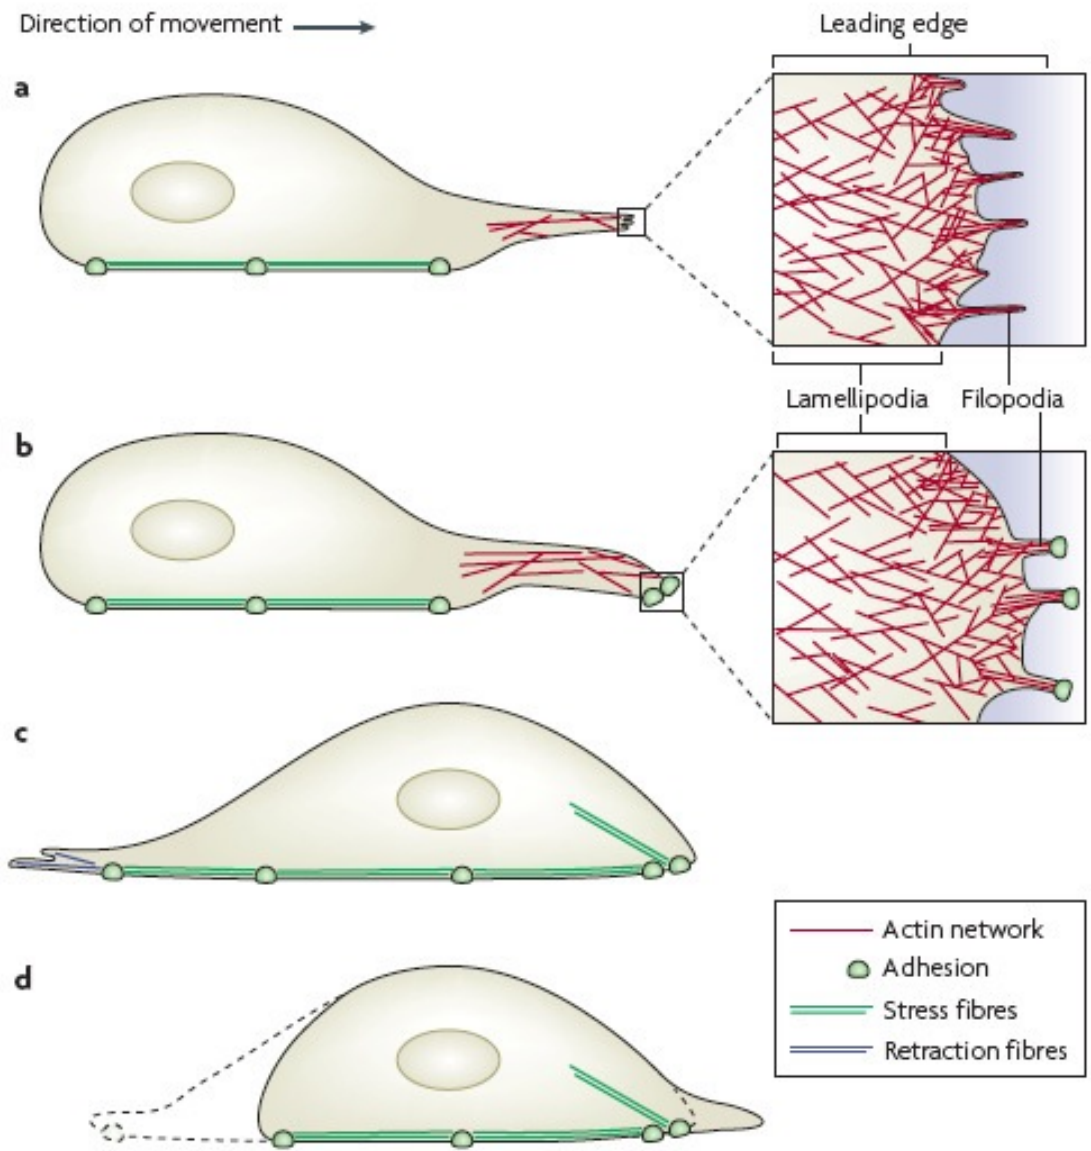 Direction of movement
Leading edge
a
Lamellipodia
Filopodia
b
c
Actin network
Adhesion
d
Stress fibres
Retraction fibres